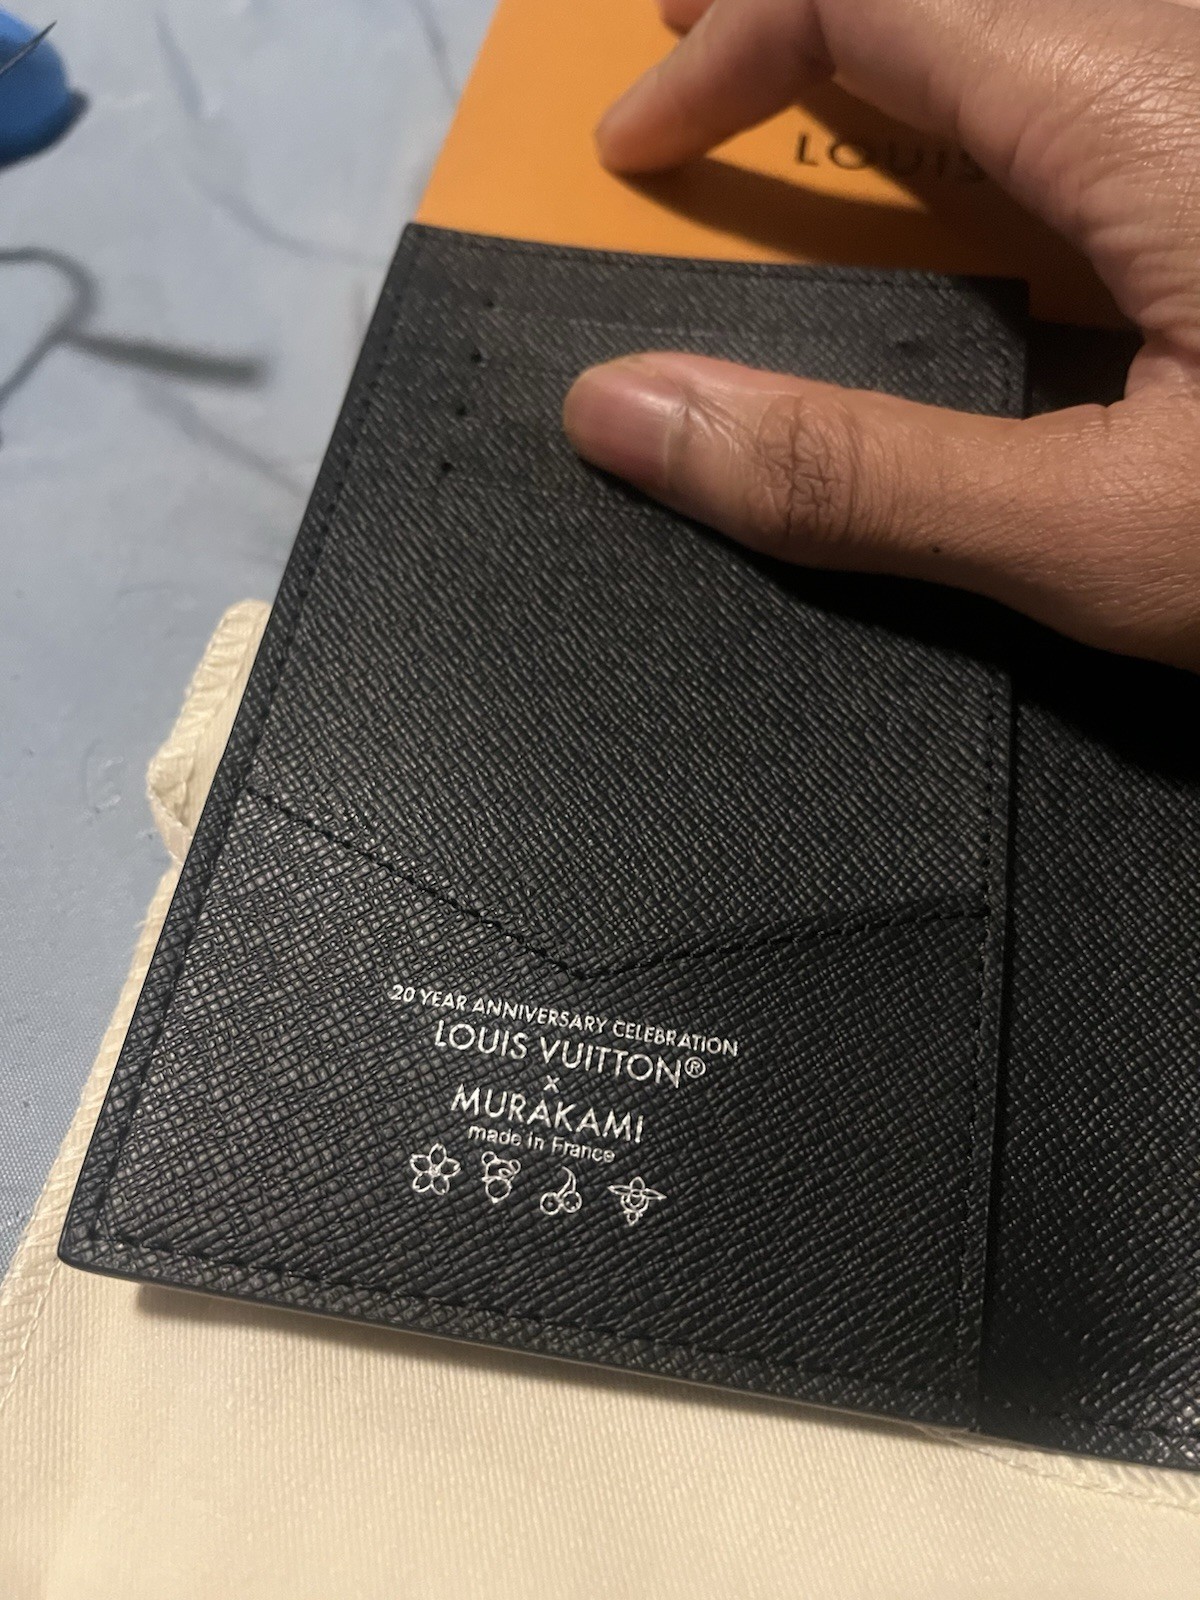 LOUIS
20 YEAR ANNIVERSARY CELEBRATION
LOUIS VUITTON®
x
MURAKAMI
made in France